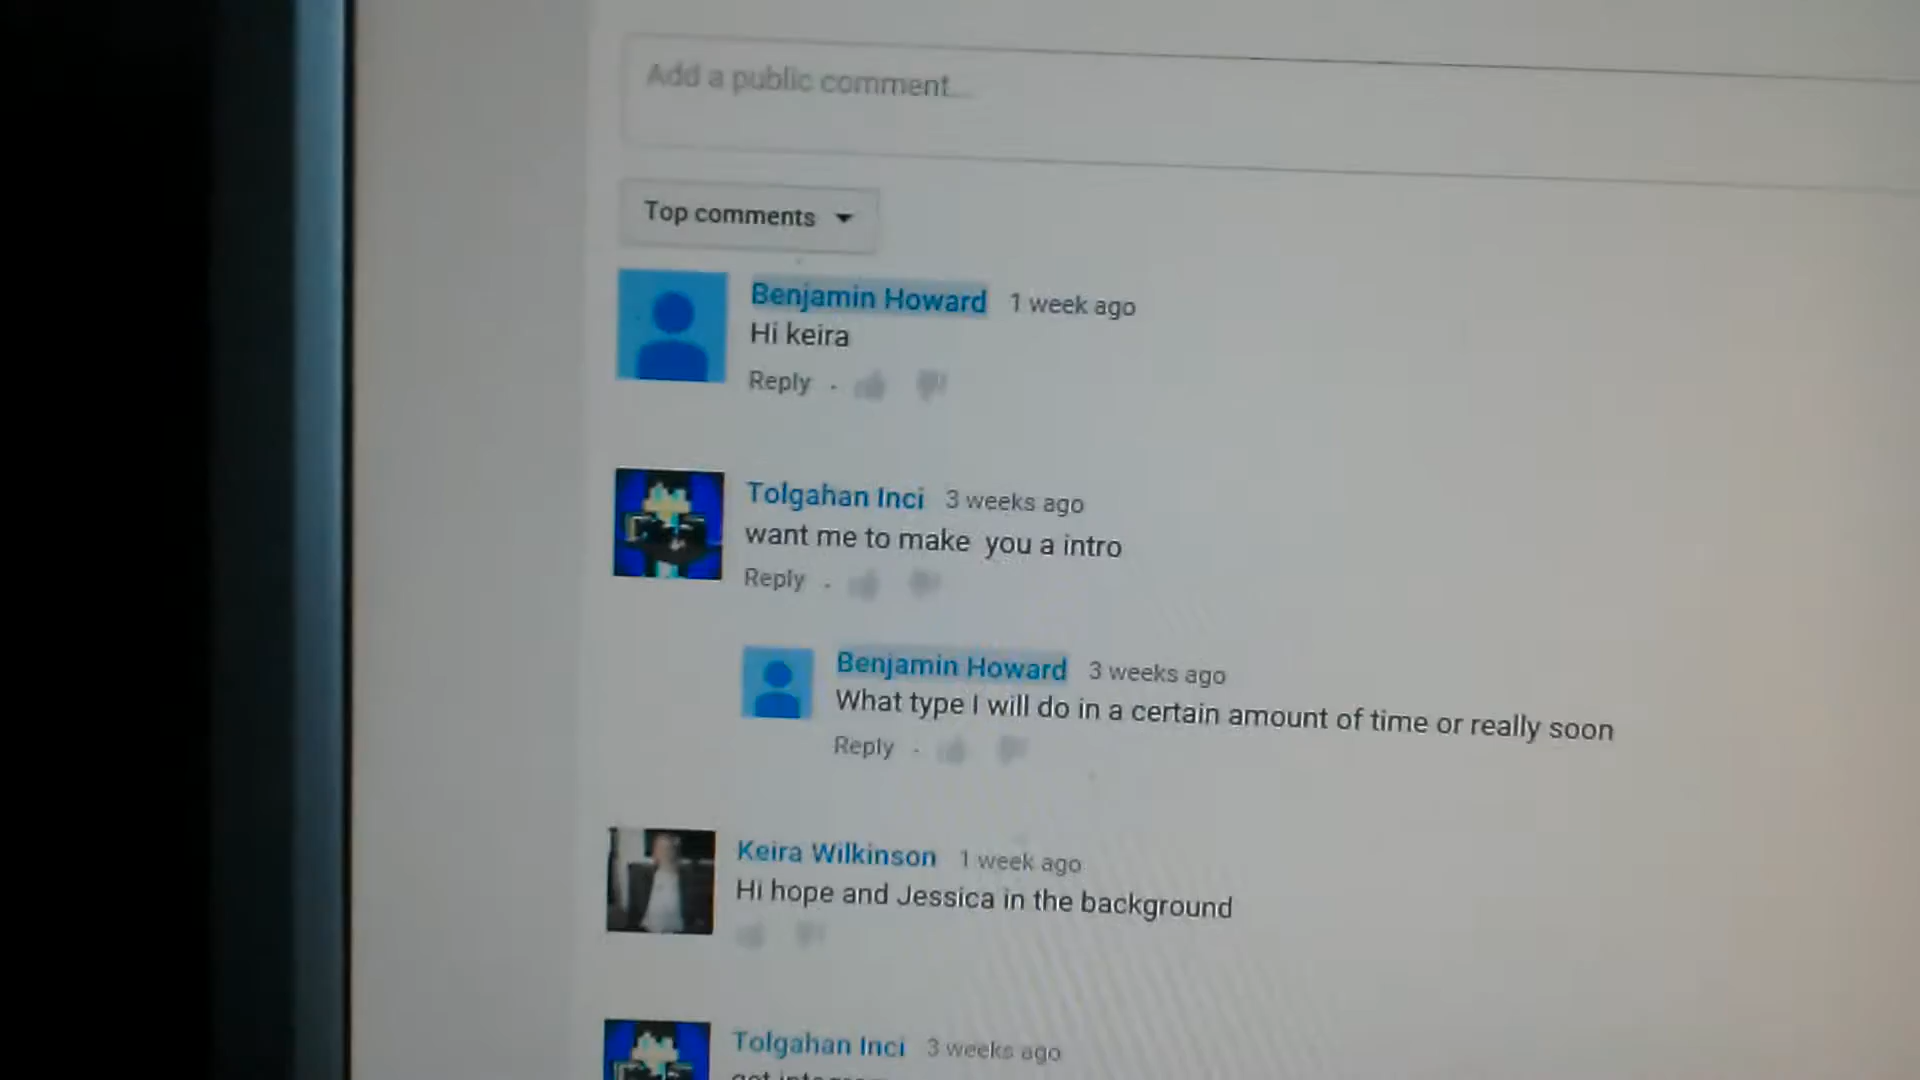 Add a public comment...
Top comments
Benjamin Howard 1 week ago
Hi keira
Reply
Tolgahan Inci 3 weeks ago
want me to make you a intro
Reply
Benjamin Howard 3 weeks ago
What type I will do in a certain amount of time or really soon
Reply
Keira Wilkinson 1 week ago
Hi hope and Jessica in the background
Tolgahan Inci 3 weeks ago